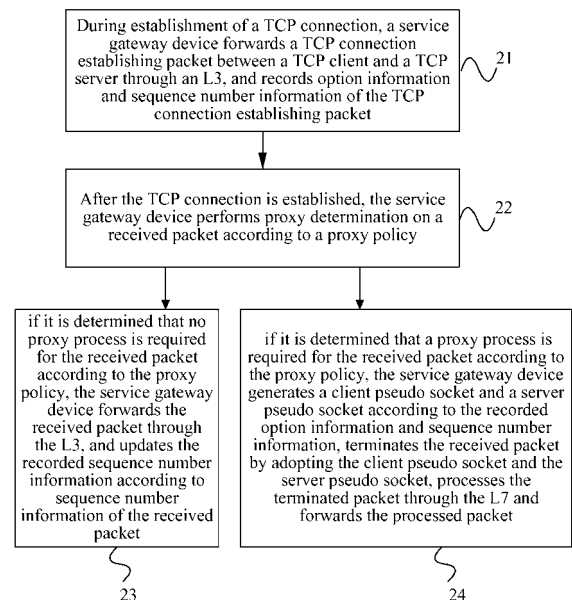 During establishment of a TCP connection, a service
gateway device forwards a TCP connection
establishing packet between a TCP client and a TCP
server through an L3, and records option information
and sequence number information of the TCP
connection establishing packet
21
After the TCP connection is established, the service
gateway device performs proxy determination on a
received packet according to a proxy policy
22
if it is determined that no
proxy process is required
for the received packet
according to the proxy
policy, the service gateway
device forwards the
received packet through
the L3, and updates the
recorded sequence number
information according to
sequence number
information of the received
packet
23
if it is determined that a proxy process is
required for the received packet according to
the proxy policy, the service gateway device
generates a client pseudo socket and a server
pseudo socket according to the recorded
option information and sequence number
information, terminates the received packet
by adopting the client pseudo socket and the
server pseudo socket, processes the
terminated packet through the L7 and
forwards the processed packet
24